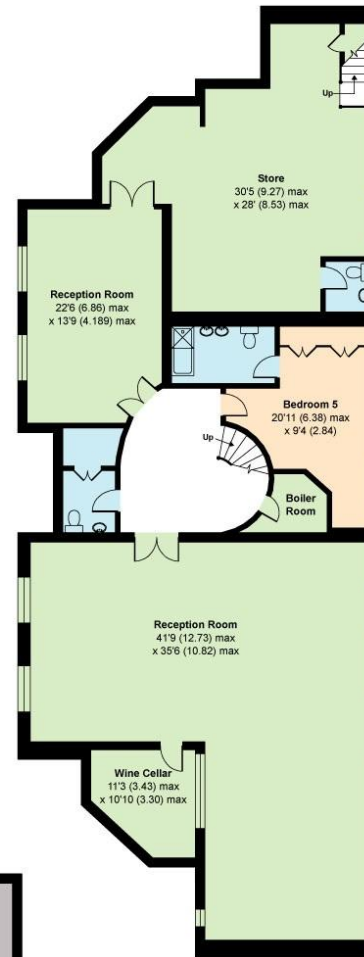 Up
Store
30'5 (9.27) max
x 28' (8.53) max
Reception Room
22'6 (6.86) max
x 13'9 (4.189) max
Bedroom 5
20'11 (6.38) max
x 9'4 (2.84)
Up
Boiler
Room
Reception Room
41'9 (12.73) max
x 35'6 (10.82) max
Wine Cellar
11'3 (3.43) max
x 10'10 (3.30) max